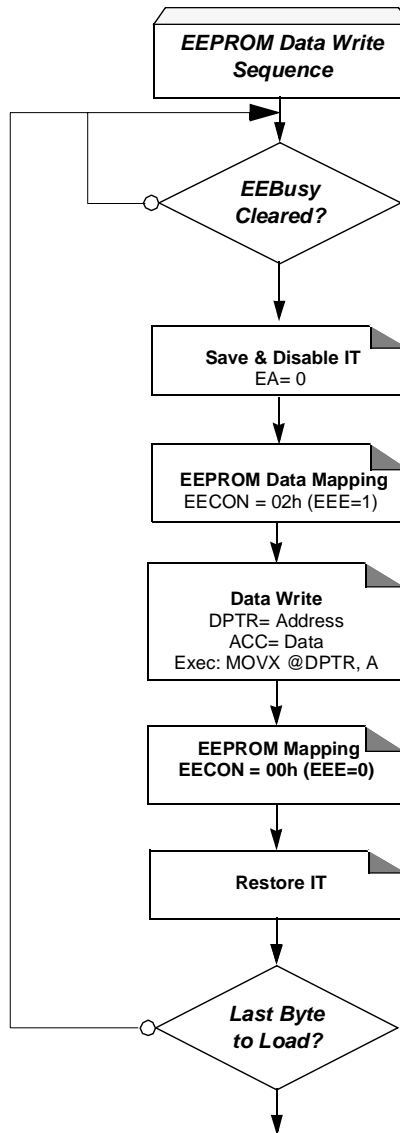 EEPROM Data Write
Sequence
EEBusy
Cleared?
Save & Disable IT
EA= 0
EEPROM Data Mapping
EECON = 02h (EEE=1)
Data Write
DPTR= Address
ACC= Data
Exec: MOVX @DPTR, A
EEPROM Mapping
EECON = 00h (EEE=0)
Restore IT
Last Byte
to Load?